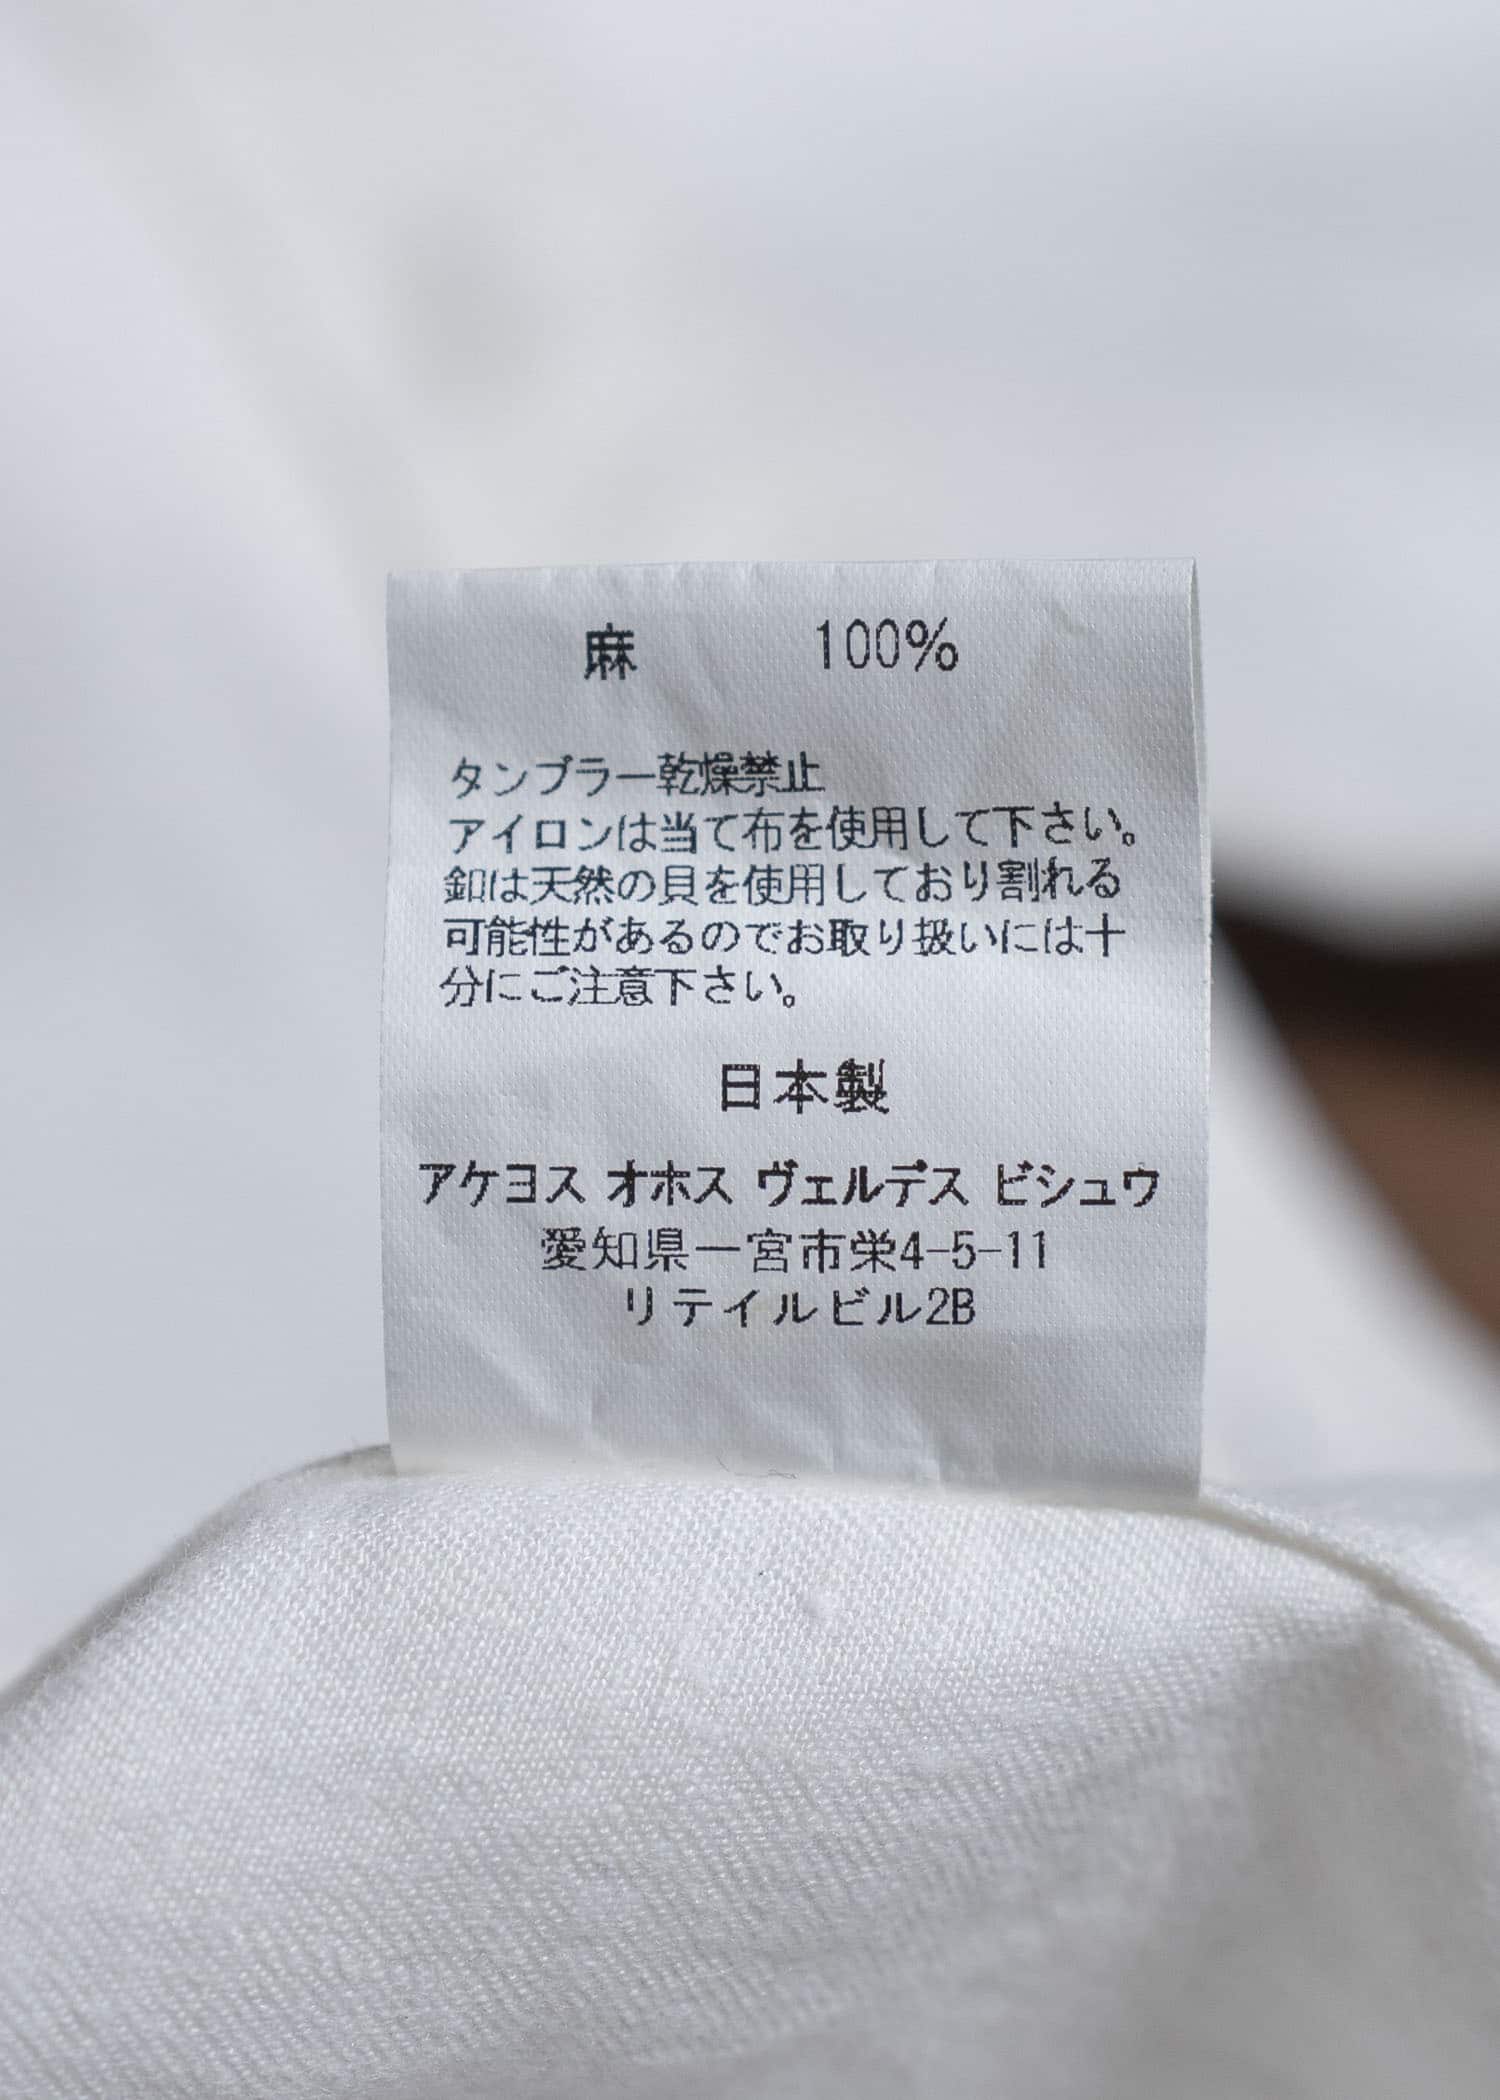 麻 100%
タンブラー乾燥禁止
アイロンは当て布を使用して下さい。
釦は天然の貝を使用しており割れる
可能性があるのでお取り扱いには十
分にご注意下さい。
日本製
アケヨス オホス ヴェルデス ビシュウ
愛知県一宮市栄4-5-11
リテイルビル2B